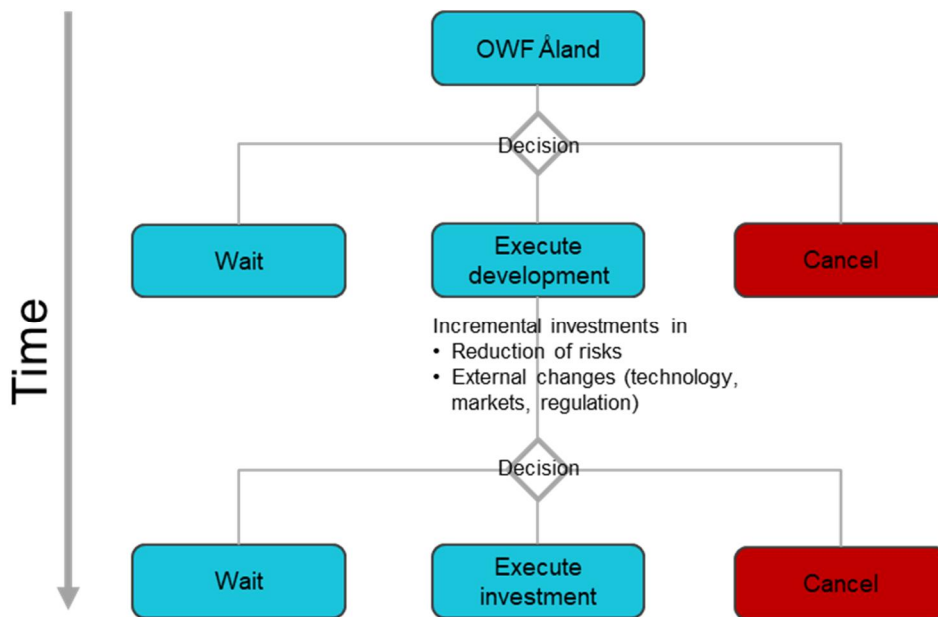 OWF Åland
Decision
Wait
Execute
development
Cancel
Time
Incremental investments in
• Reduction of risks
• External changes (technology,
markets, regulation)
Decision
Wait
Execute
investment
Cancel